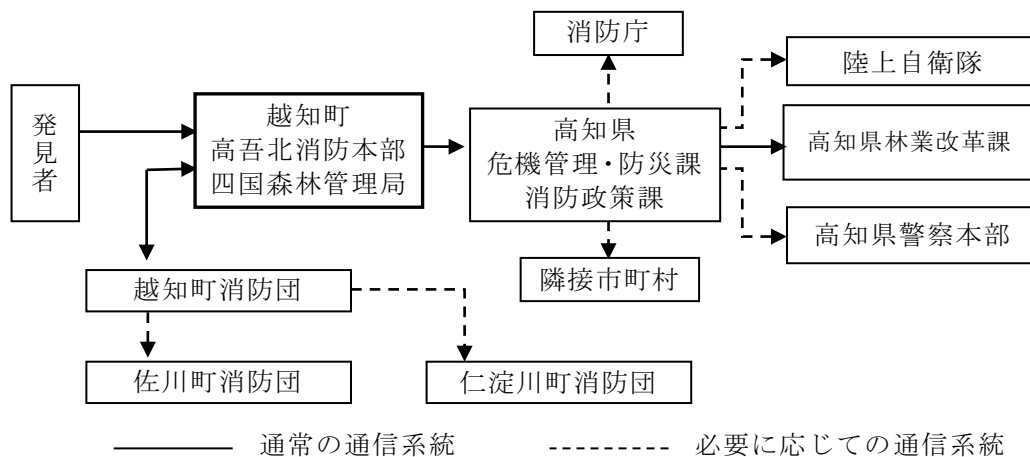 消防庁
陸上自衛隊
発見者
越知町
高吾北消防本部
四国森林管理局
高知県
危機管理・防災課
消防政策課
高知県林業改革課
高知県警察本部
隣接市町村
越知町消防団
佐川町消防団
仁淀川町消防団
通常の通信系統
必要に応じての通信系統